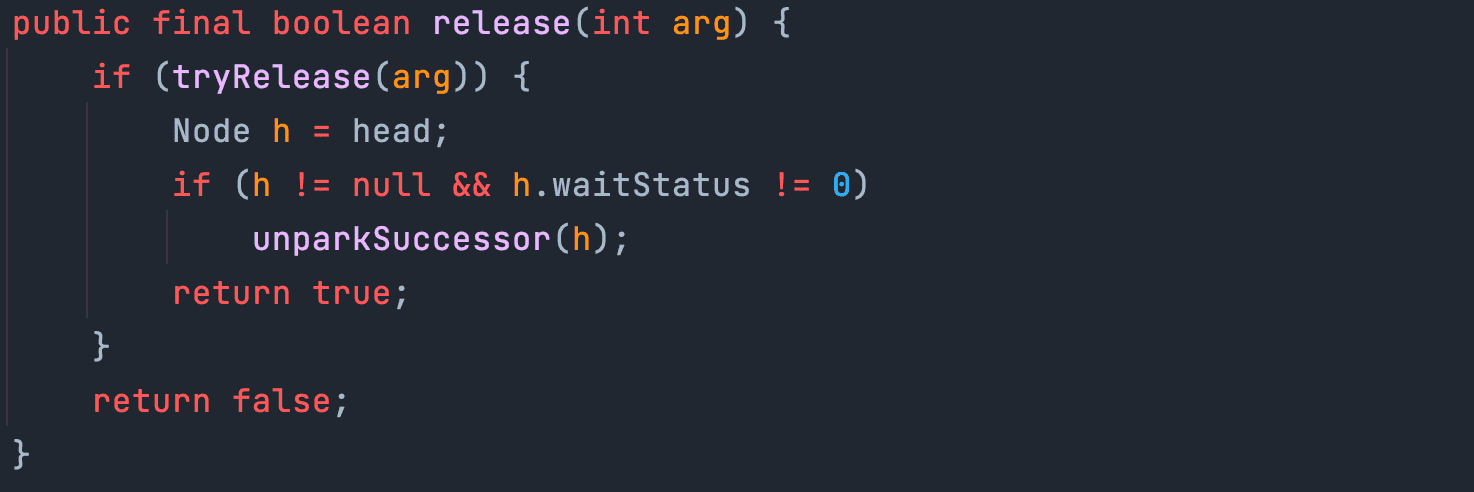 public final boolean release(int arg) {
    if (tryRelease(arg)) {
        Node h = head;
        if (h != null && h.waitStatus != 0)
            unparkSuccessor(h);
        return true;
    }
    return false;
}